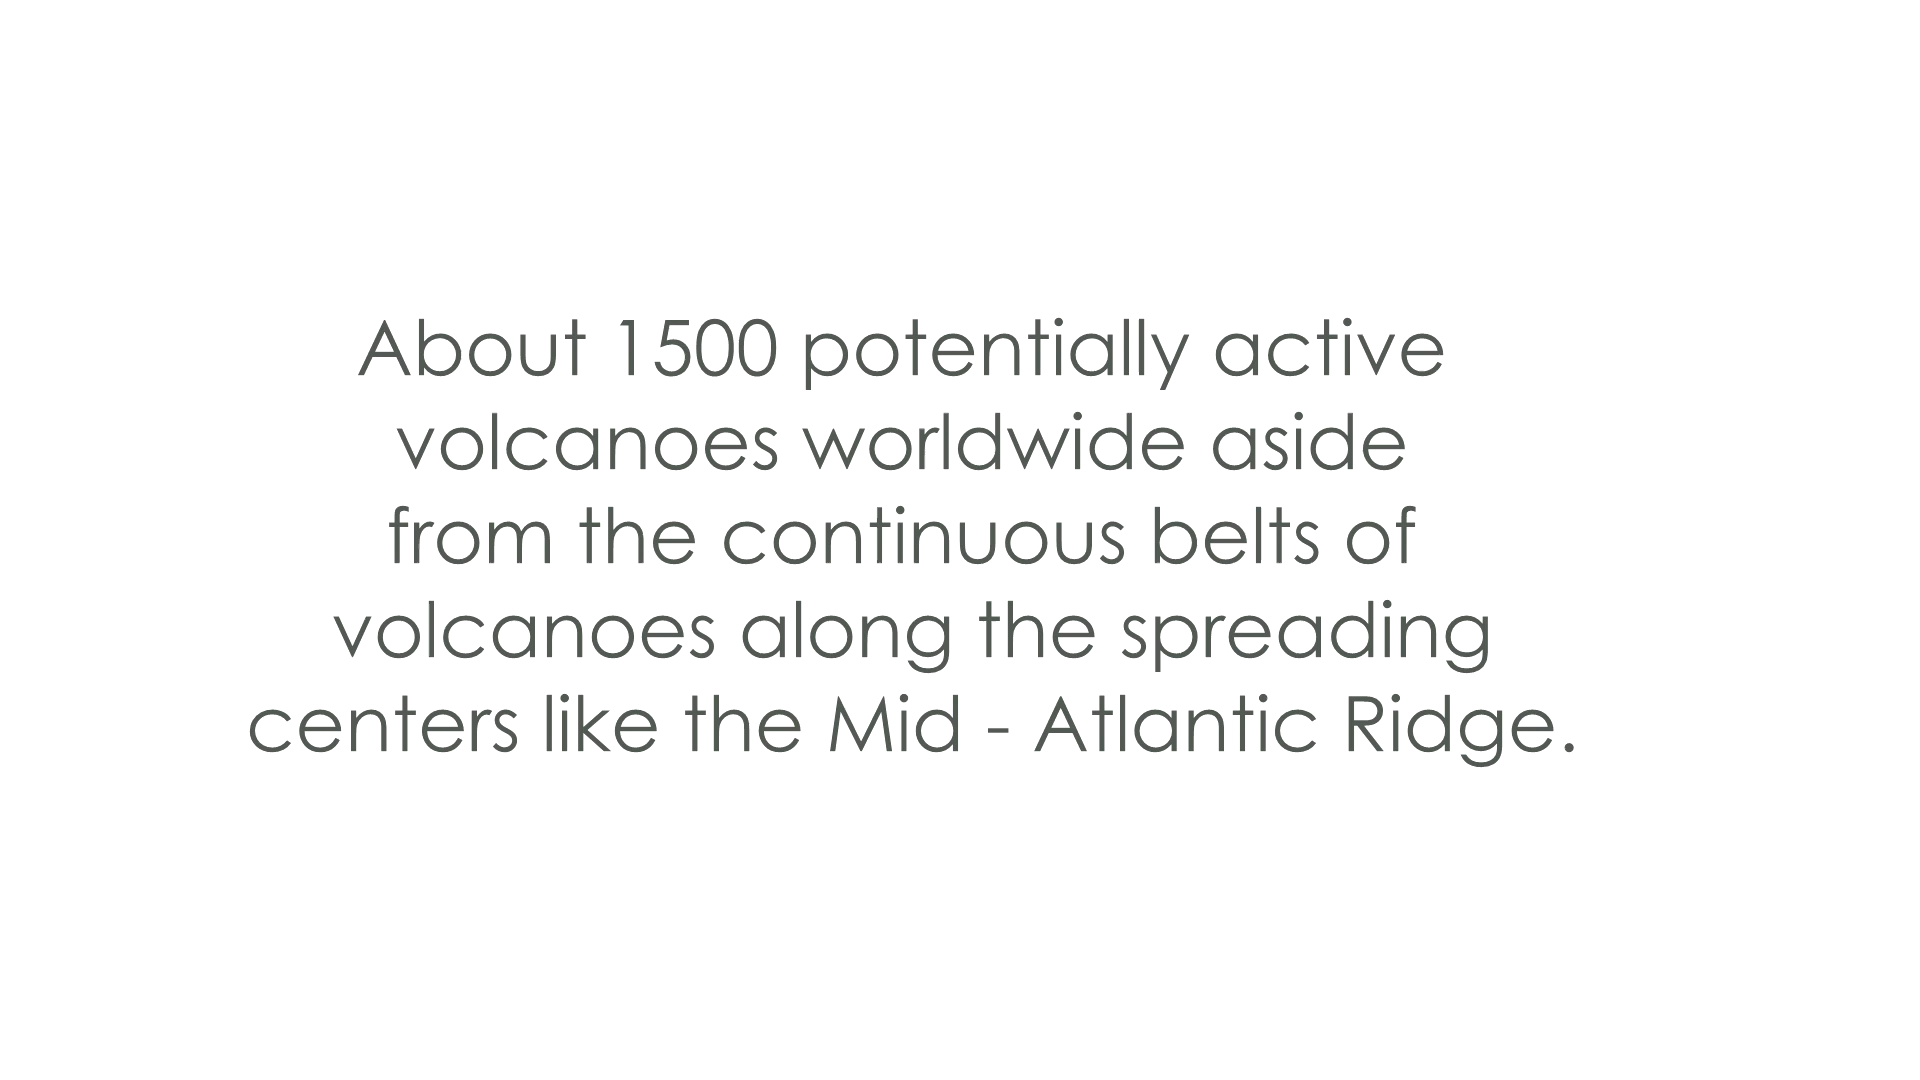 About 1500 potentially active
volcanoes worldwide aside
from the continuous belts of
volcanoes along the spreading
centers like the Mid - Atlantic Ridge.